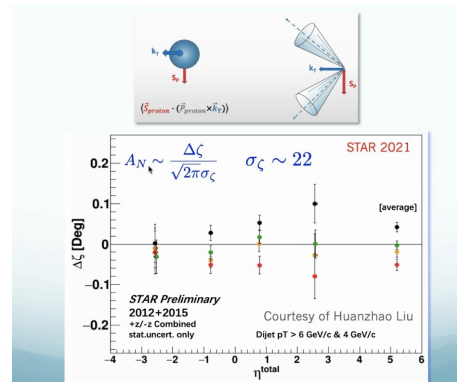 k_T
S_P
k_T
S_P
⟨S⃗_proton · (P⃗_proton×k⃗_T)⟩
A_N ~ Δζ / √2π σ_ζ σ_ζ ~ 22 STAR 2021
[average]
Δζ [Deg]
0.2
0.1
0
−0.1
−0.2
STAR Preliminary
2012+2015
+z/-z Combined
stat.uncert. only
Courtesy of Huanzhao Liu
Dijet pT > 6 GeV/c & 4 GeV/c
−4 −3 −2 −1 0 1 2 3 4 5 6
η^total